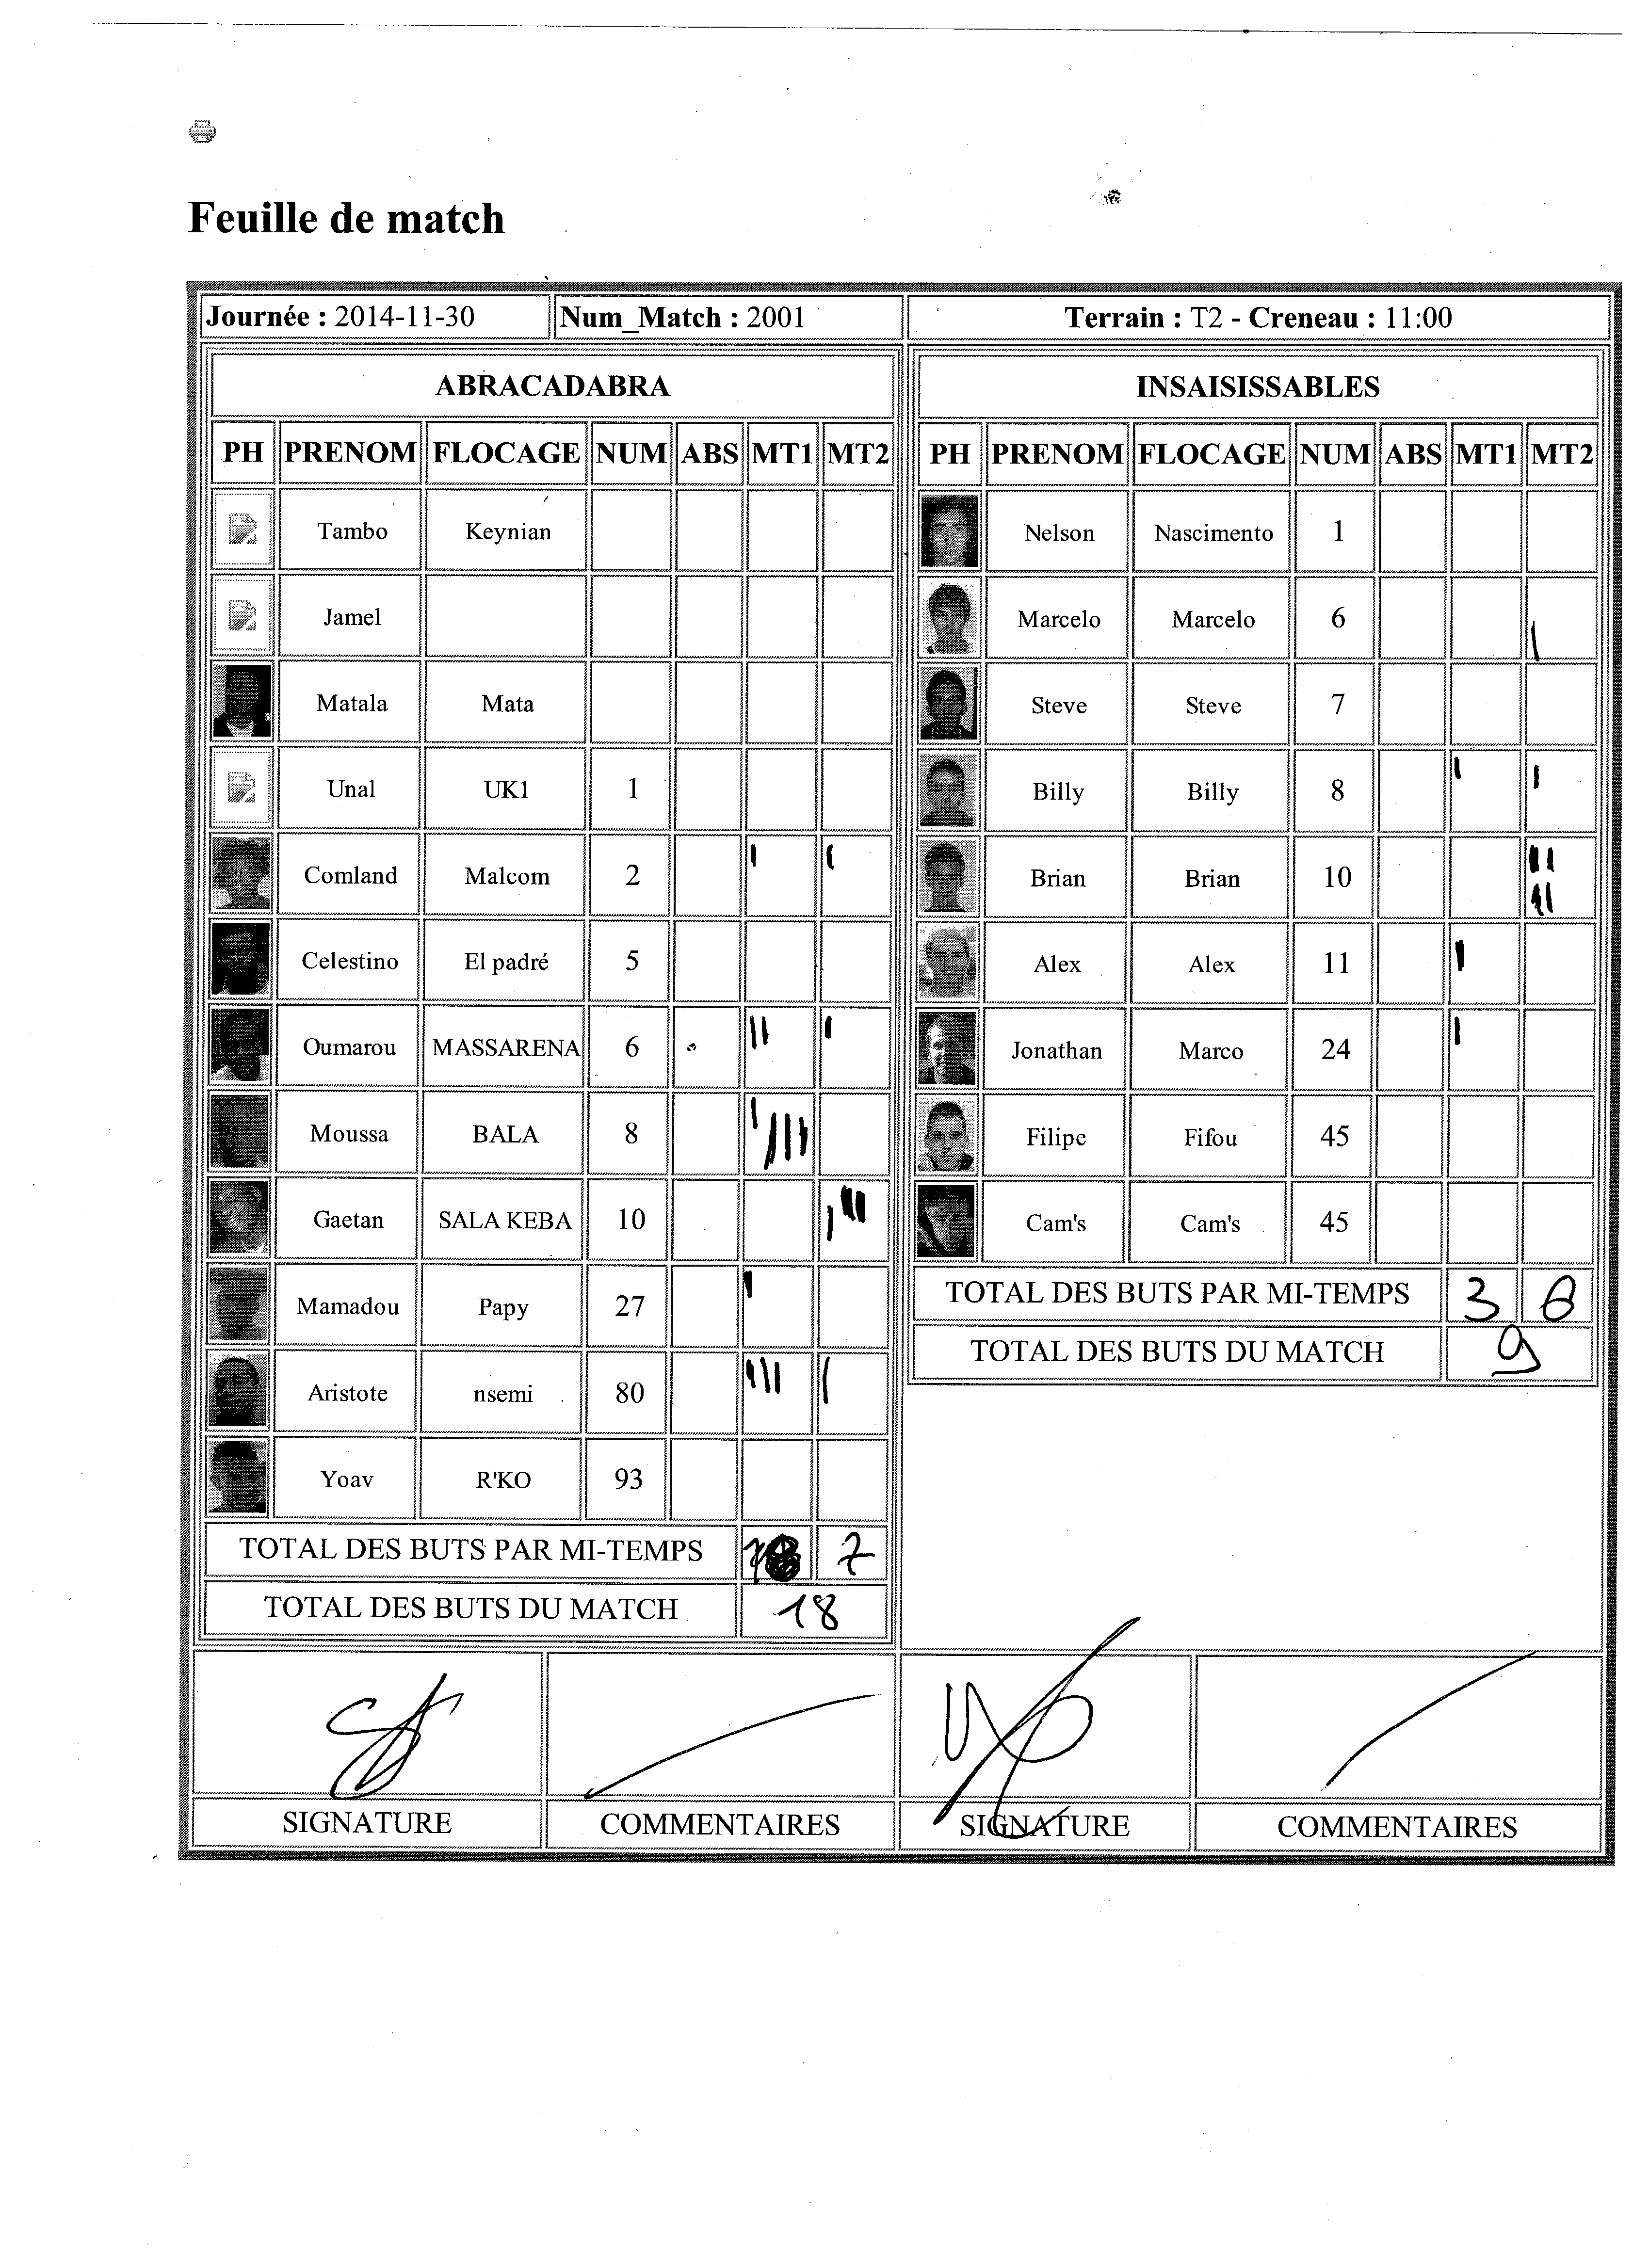 Feuille de match
Journée : 2014-11-30 Num_Match : 2001 Terrain : T2 - Creneau : 11:00
ABRACADABRA
PH PRENOM FLOCAGE NUM ABS MT1 MT2
Tambo Keynian
Jamel
Matala Mata
Unal UK1 1
Comland Malcom 2 I I
Celestino El padré 5
Oumarou MASSARENA 6 II I
Moussa BALA 8 IIII
Gaetan SALA KEBA 10 IIII
Mamadou Papy 27 I
Aristote nsemi 80 III I
Yoav R'KO 93
TOTAL DES BUTS PAR MI-TEMPS 7
TOTAL DES BUTS DU MATCH 18
SIGNATURE COMMENTAIRES
INSAISISSABLES
PH PRENOM FLOCAGE NUM ABS MT1 MT2
Nelson Nascimento 1
Marcelo Marcelo 6 I
Steve Steve 7
Billy Billy 8 I I
Brian Brian 10 II II
Alex Alex 11 I
Jonathan Marco 24 I
Filipe Fifou 45
Cam's Cam's 45
TOTAL DES BUTS PAR MI-TEMPS 3 6
TOTAL DES BUTS DU MATCH 9
SIGNATURE COMMENTAIRES